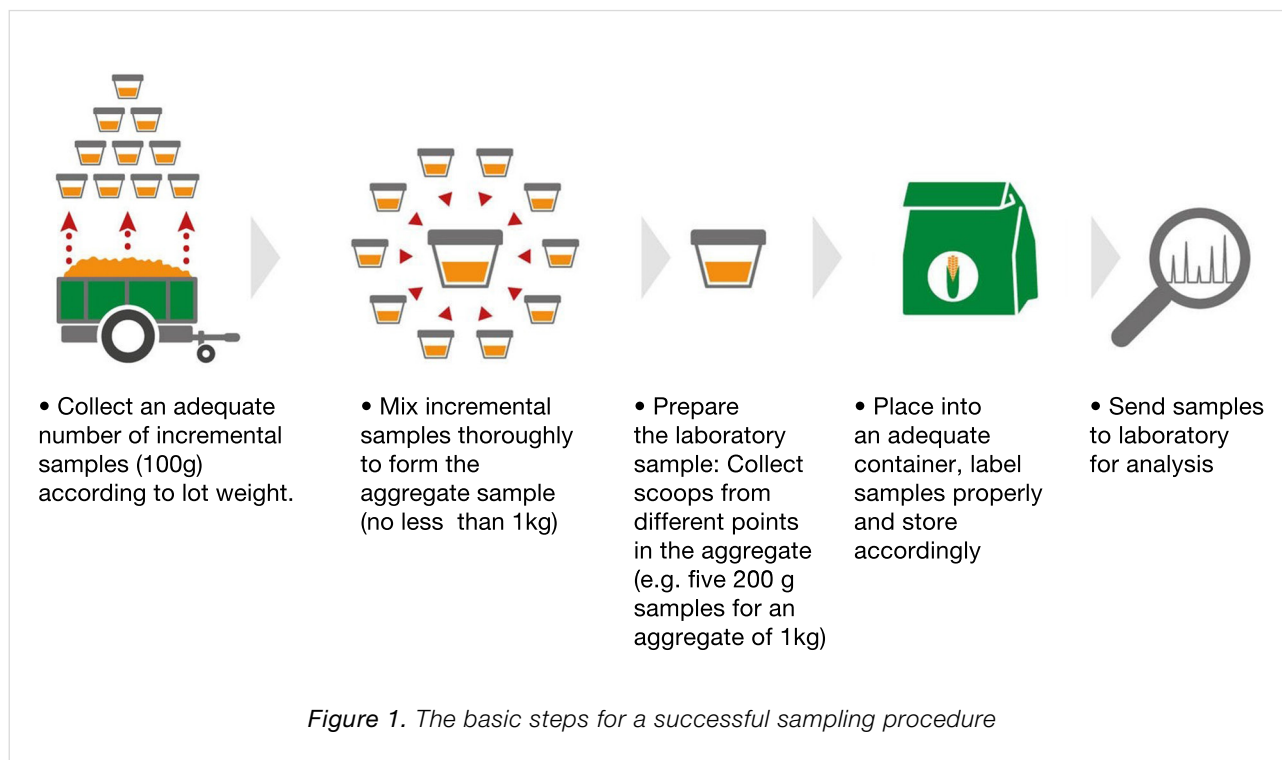 • Collect an adequate
number of incremental
samples (100g)
according to lot weight.
• Mix incremental
samples thoroughly
to form the
aggregate sample
(no less than 1kg)
• Prepare
the laboratory
sample: Collect
scoops from
different points
in the aggregate
(e.g. five 200 g
samples for an
aggregate of 1kg)
• Place into
an adequate
container, label
samples properly
and store
accordingly
• Send samples
to laboratory
for analysis
Figure 1. The basic steps for a successful sampling procedure